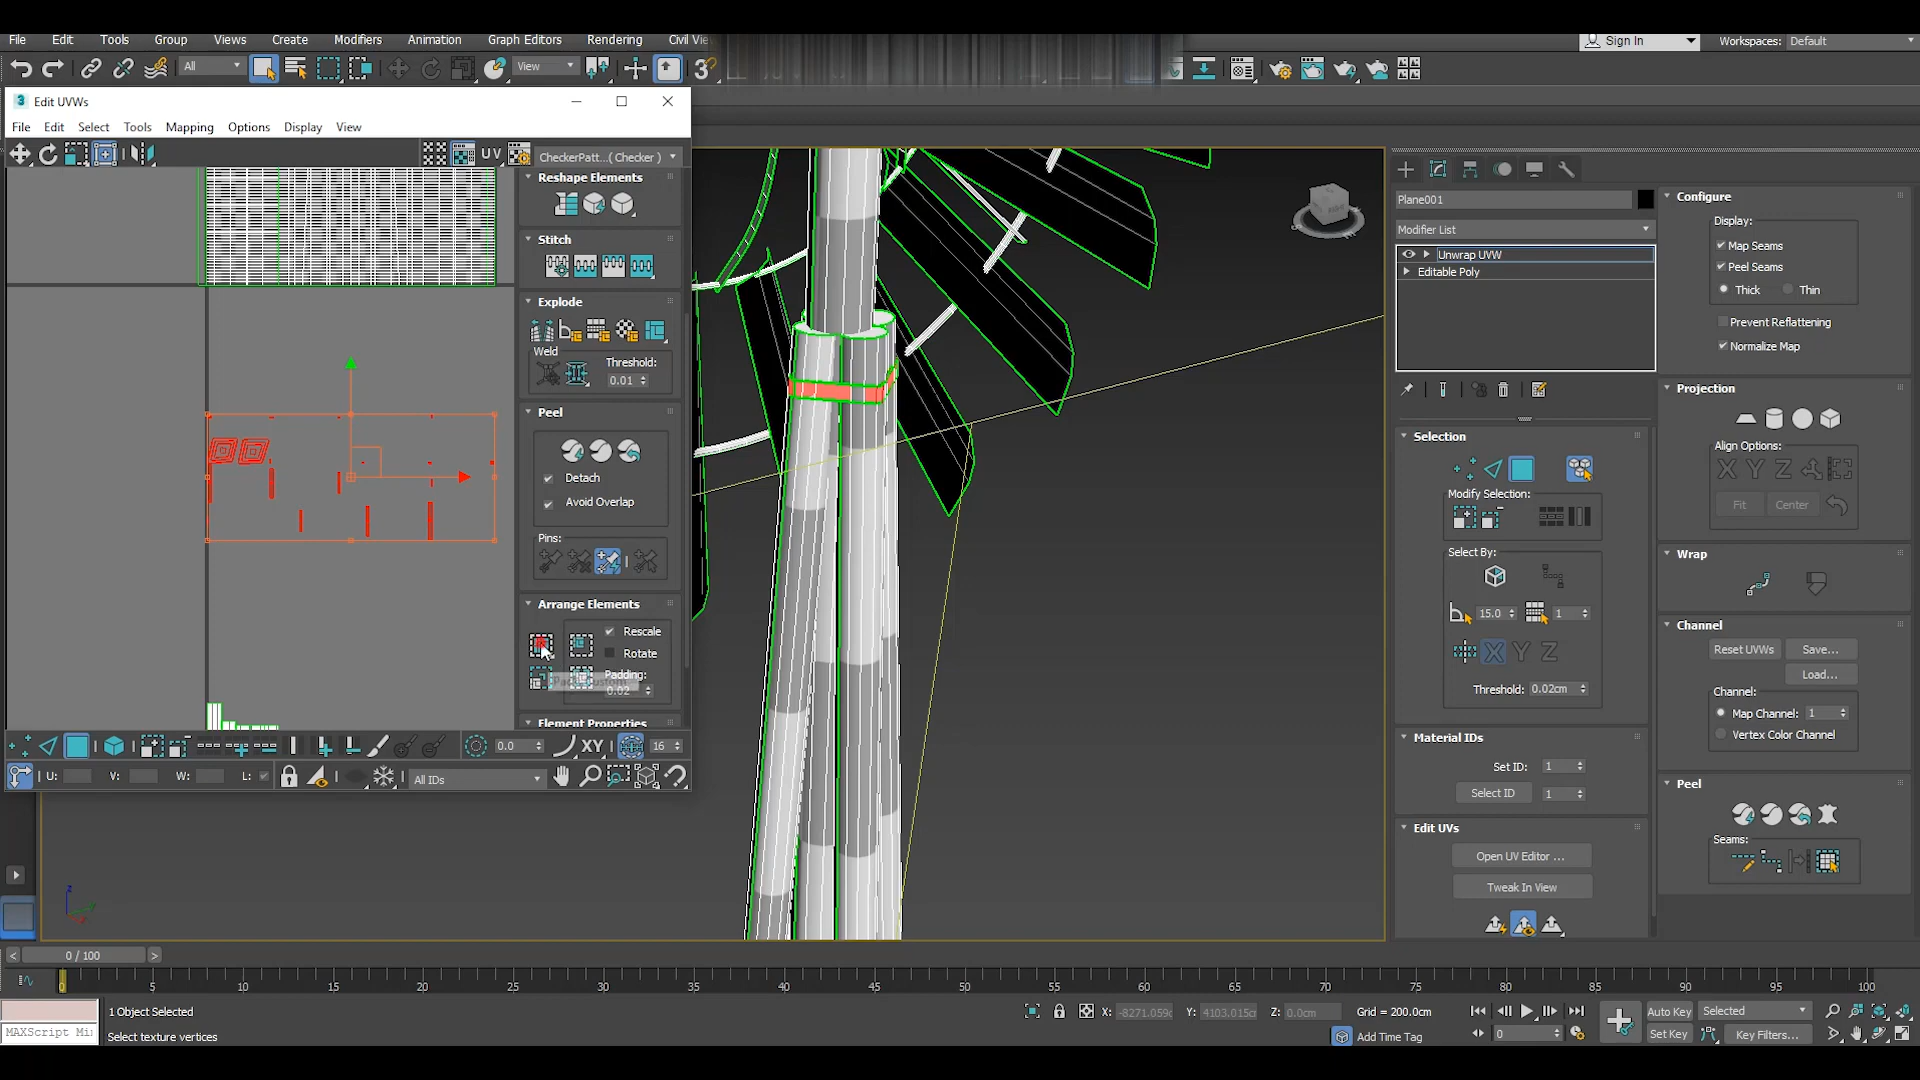 File Edit Tools Group Views Create Modifiers Animation Graph Editors Rendering Civil Vi
Sign In Workspaces: Default
All View
3 Edit UVWs
File Edit Select Tools Mapping Options Display View
UV CheckerPatt...( Checker )
Reshape Elements
Stitch
Explode
Weld
Threshold:
0.01
Peel
Detach
Avoid Overlap
Pins:
Arrange Elements
Rescale
Rotate
Padding:
0.02
Element Properties
0.0 XY 16
U: V: W: L: All IDs
Plane001
Modifier List
Unwrap UVW
Editable Poly
Selection
Modify Selection:
Select By:
15.0 1
X Y Z
Threshold: 0.02cm
Material IDs
Set ID: 1
Select ID 1
Edit UVs
Open UV Editor ...
Tweak In View
Configure
Display:
Map Seams
Peel Seams
Thick Thin
Prevent Reflattening
Normalize Map
Projection
Align Options:
X Y Z
Fit Center
Wrap
Channel
Reset UVWs Save...
Load...
Channel:
Map Channel: 1
Vertex Color Channel
Peel
Seams:
z
< 0 / 100 >
0 5 10 15 20 25 30 35 40 45 50 55 60 65 70 75 80 85 90 95 100
1 Object Selected
X: -8271.059c Y: 4103.015c Z: 0.0cm Grid = 200.0cm
Auto Key Selected
MAXScript Mi
Select texture vertices
Add Time Tag
0
Set Key Key Filters...